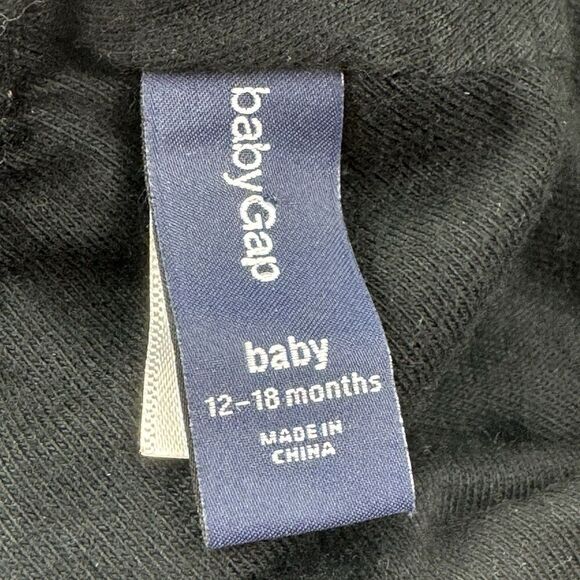 babyGap
baby
12-18 months
MADE IN
CHINA